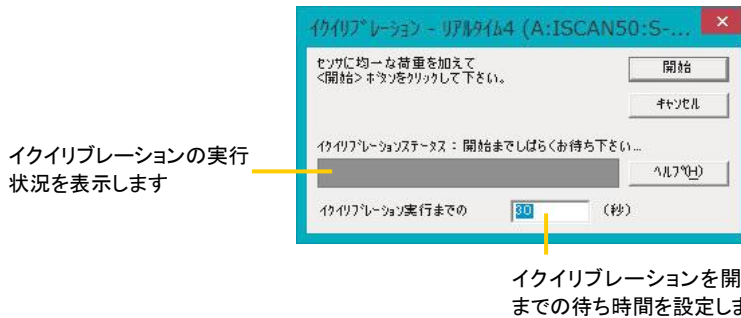 ｲｸｲﾘﾌﾞﾚｰｼｮﾝ - ﾘｱﾙﾀｲﾑ4 (A:ISCAN50:S-...
ｾﾝｻに均一な荷重を加えて
<開始>ﾎﾞﾀﾝをｸﾘｯｸして下さい。
開始
ｷｬﾝｾﾙ
ｲｸｲﾘﾌﾞﾚｰｼｮﾝｽﾃｰﾀｽ：開始までしばらくお待ち下さい...
ﾍﾙﾌﾟ(H)
ｲｸｲﾘﾌﾞﾚｰｼｮﾝ実行までの 30 （秒）
イクイリブレーションの実行
状況を表示します
イクイリブレーションを開
までの待ち時間を設定しま